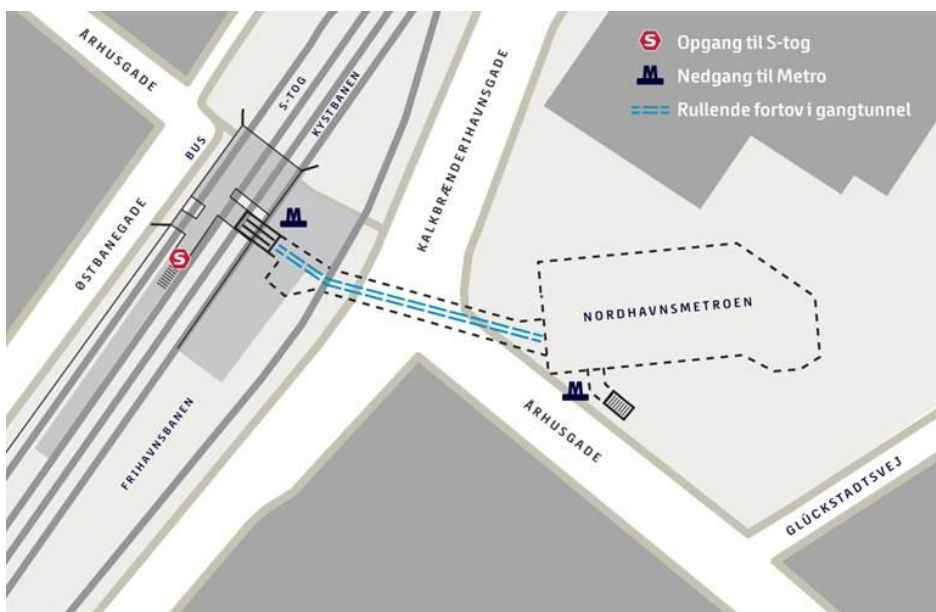 ÅRHUSGADE
BUS
S-TOG
KYSTBANEN
KALKBRÆNDERIHAVNSGADE
S Opgang til S-tog
M Nedgang til Metro
Rullende fortov i gangtunnel
ØSTBANEGADE
M
S
NORDHAVNSMETROEN
FRIHAVNSBANEN
M
ÅRHUSGADE
GLÜCKSTADTSVEJ